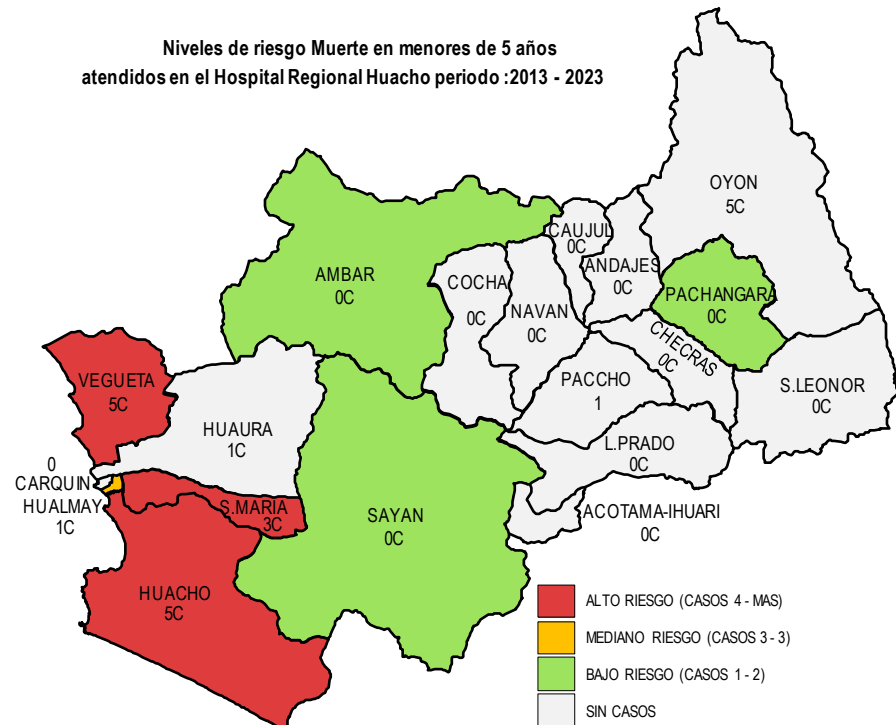 Niveles de riesgo Muerte en menores de 5 años
atendidos en el Hospital Regional Huacho periodo :2013 - 2023
OYON
5C
CAUJUL
0C
ANDAJES
0C
AMBAR
0C
COCHA
0C
NAVAN
0C
PACHANGARA
0C
CHECRAS
0C
VEGUETA
5C
PACCHO
1
S.LEONOR
0C
HUAURA
1C
L.PRADO
0C
0
CARQUIN
HUALMAY
1C
S.MARIA
3C
SAYAN
0C
ACOTAMA-IHUARI
0C
HUACHO
5C
ALTO RIESGO (CASOS 4 - MAS)
MEDIANO RIESGO (CASOS 3 - 3)
BAJO RIESGO (CASOS 1 - 2)
SIN CASOS